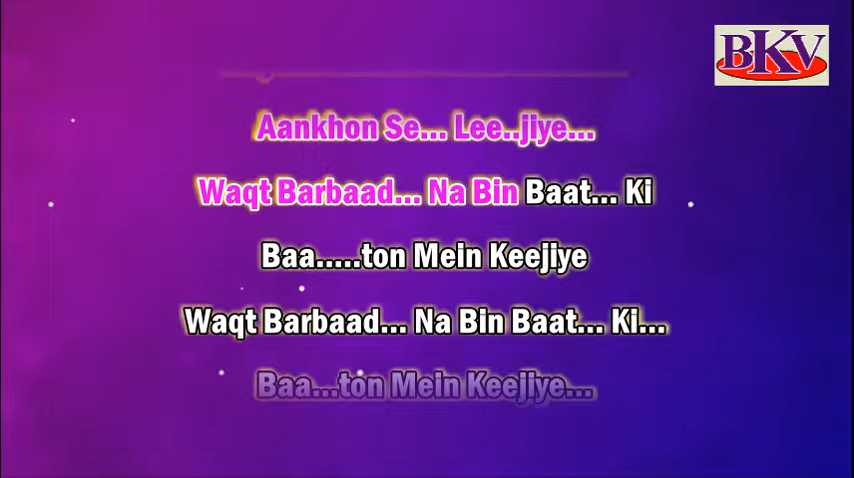 BKV
Aankhon Se... Lee..jiye...
Waqt Barbaad... Na Bin Baat... Ki
Baa.....ton Mein Keejiye
Waqt Barbaad... Na Bin Baat... Ki...
Baa...ton Mein Keejiye...